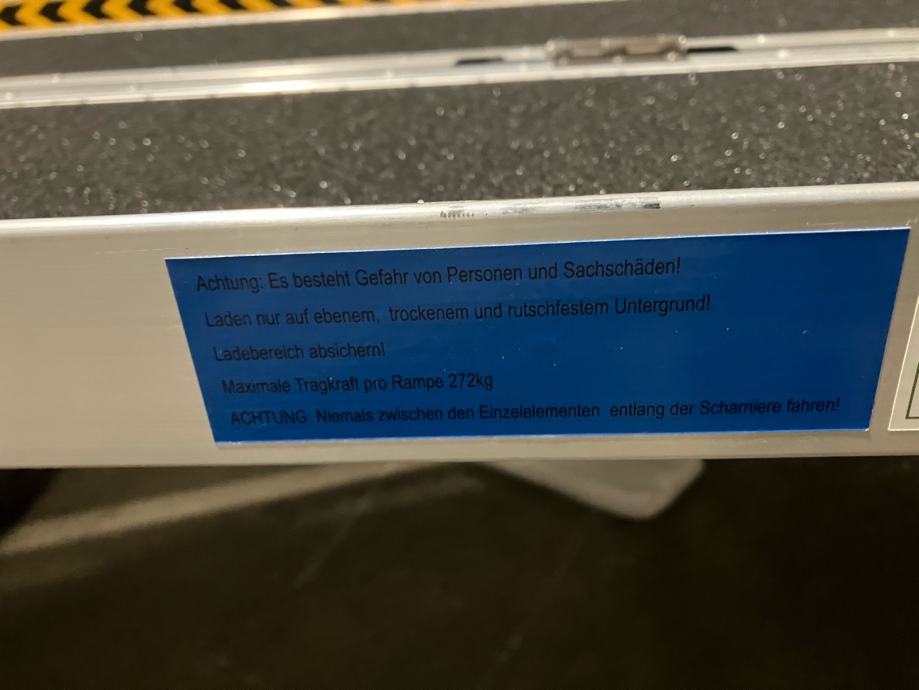 Achtung: Es besteht Gefahr von Personen und Sachschäden!
Laden nur auf ebenem, trockenem und rutschfestem Untergrund!
Ladebereich absichern!
Maximale Tragkraft pro Rampe 272kg
ACHTUNG: Niemals zwischen den Einzelelementen entlang der Scharniere fahren!